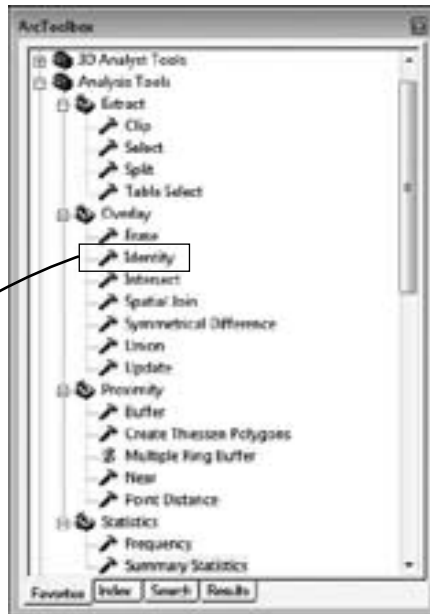 ArcToolbox
3D Analyst Tools
Analysis Tools
Extract
Clip
Select
Split
Table Select
Overlay
Erase
Identity
Intersect
Spatial Join
Symmetrical Difference
Union
Update
Proximity
Buffer
Create Thiessen Polygons
Multiple Ring Buffer
Near
Point Distance
Statistics
Frequency
Summary Statistics
Favorites Index Search Results